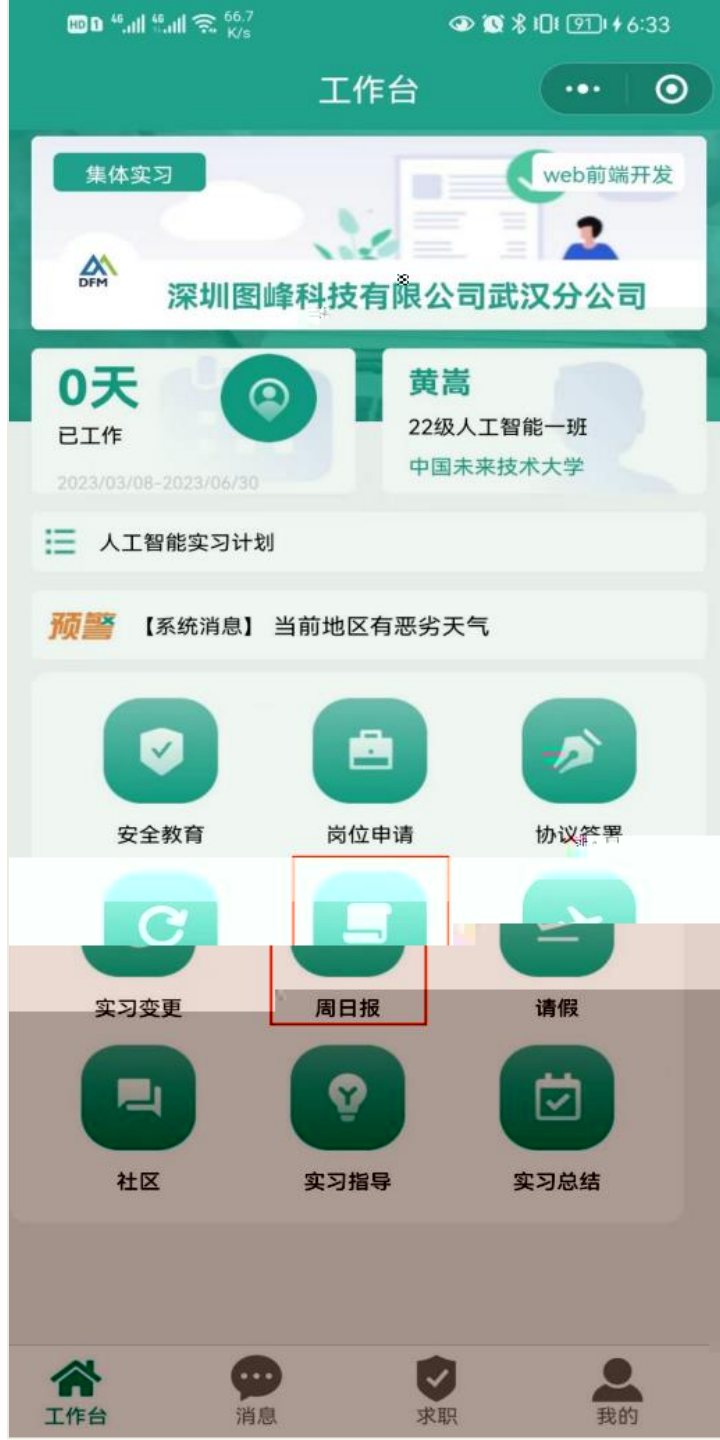 HD 1 46 46 66.7 K/s 91 6:33
工作台
集体实习
web前端开发
DFM
深圳图峰科技有限公司武汉分公司
0天
已工作
2023/03/08-2023/06/30
黄嵩
22级人工智能一班
中国未来技术大学
人工智能实习计划
预警 【系统消息】 当前地区有恶劣天气
安全教育 岗位申请 协议签署
实习变更 周日报 请假
社区 实习指导 实习总结
工作台 消息 求职 我的